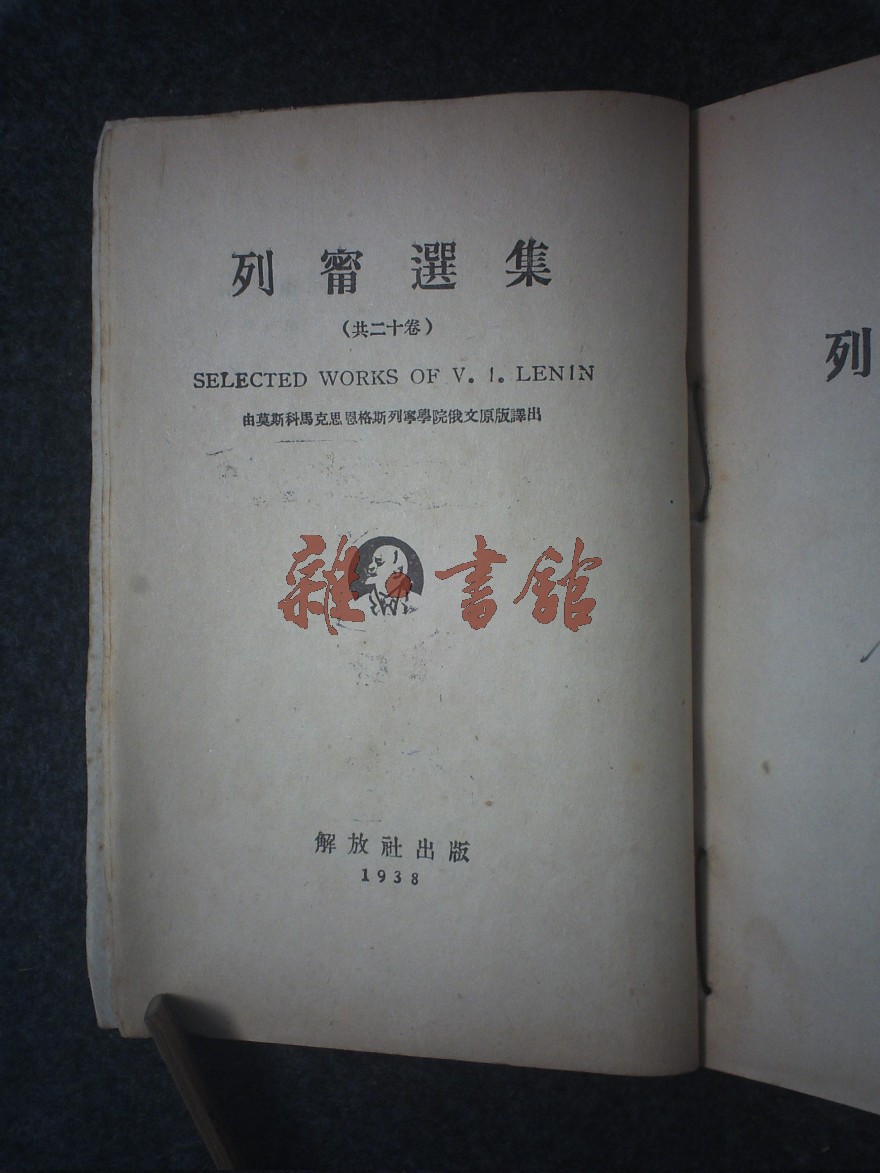 列甯選集
(共二十卷)
SELECTED WORKS OF V. I. LENIN
由莫斯科馬克思恩格斯列寧學院俄文原版譯出
雜·書館
解放社出版
1938
列